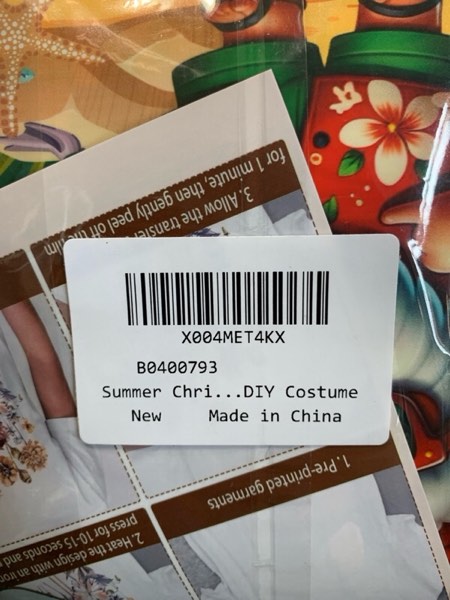 X004MET4KX
B0400793
Summer Chri...DIY Costume
New Made in China
1. Pre-printed garments
2. Heat the design with an iron
press for 10-15 seconds and
3. Allow the transfer
for 1 minute, then gently peel off the film